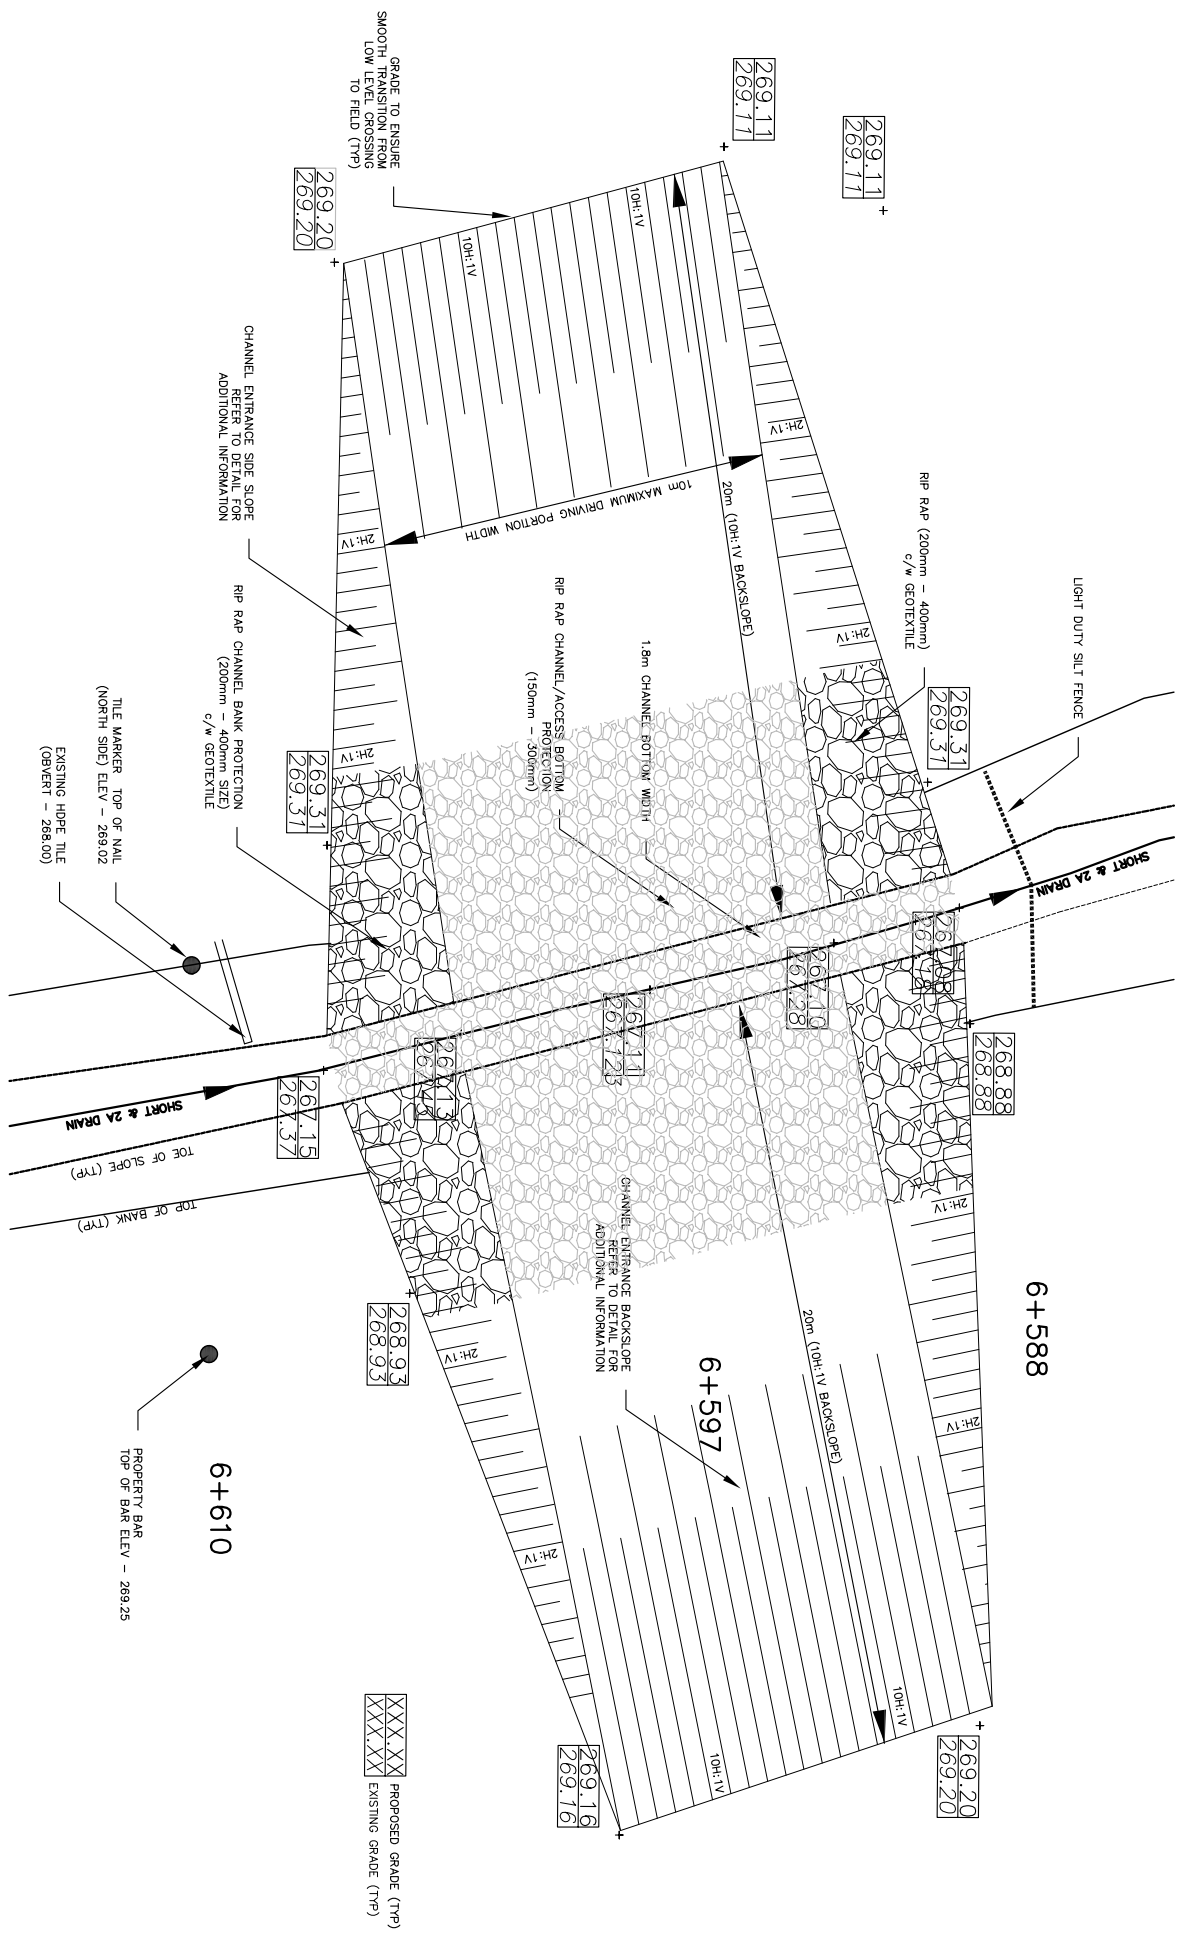 269.11
269.11
269.11
269.11
GRADE TO ENSURE
SMOOTH TRANSITION FROM
LOW LEVEL CROSSING
TO FIELD (TYP)
269.20
269.20
10H:1V
10H:1V
CHANNEL ENTRANCE SIDE SLOPE
REFER TO DETAIL FOR
ADDITIONAL INFORMATION
2H:1V
2H:1V
2H:1V
2H:1V
10m MAXIMUM DRIVING PORTION WIDTH
20m (10H:1V BACKSLOPE)
RIP RAP (200mm - 400mm)
c/w GEOTEXTILE
LIGHT DUTY SILT FENCE
RIP RAP CHANNEL BANK PROTECTION
(200mm - 400mm SIZE)
c/w GEOTEXTILE
RIP RAP CHANNEL/ACCESS BOTTOM
PROTECTION
(150mm - 300mm)
1.8m CHANNEL BOTTOM WIDTH
269.31
269.31
269.31
269.31
TILE MARKER TOP OF NAIL
(NORTH SIDE) ELEV - 269.02
EXISTING HDPE TILE
(OBVERT - 268.00)
SHORT & 2A DRAIN
267.08
267.10
267.28
267.11
267.13
267.15
267.37
268.88
268.88
SHORT & 2A DRAIN
TOE OF SLOPE (TYP)
TOP OF BANK (TYP)
CHANNEL ENTRANCE BACKSLOPE
REFER TO DETAIL FOR
ADDITIONAL INFORMATION
2H:1V
2H:1V
2H:1V
2H:1V
20m (10H:1V BACKSLOPE)
268.93
268.93
6+588
6+597
6+610
PROPERTY BAR
TOP OF BAR ELEV - 269.25
10H:1V
10H:1V
269.20
269.20
269.16
269.16
XXX.XX PROPOSED GRADE (TYP)
XXX.XX EXISTING GRADE (TYP)